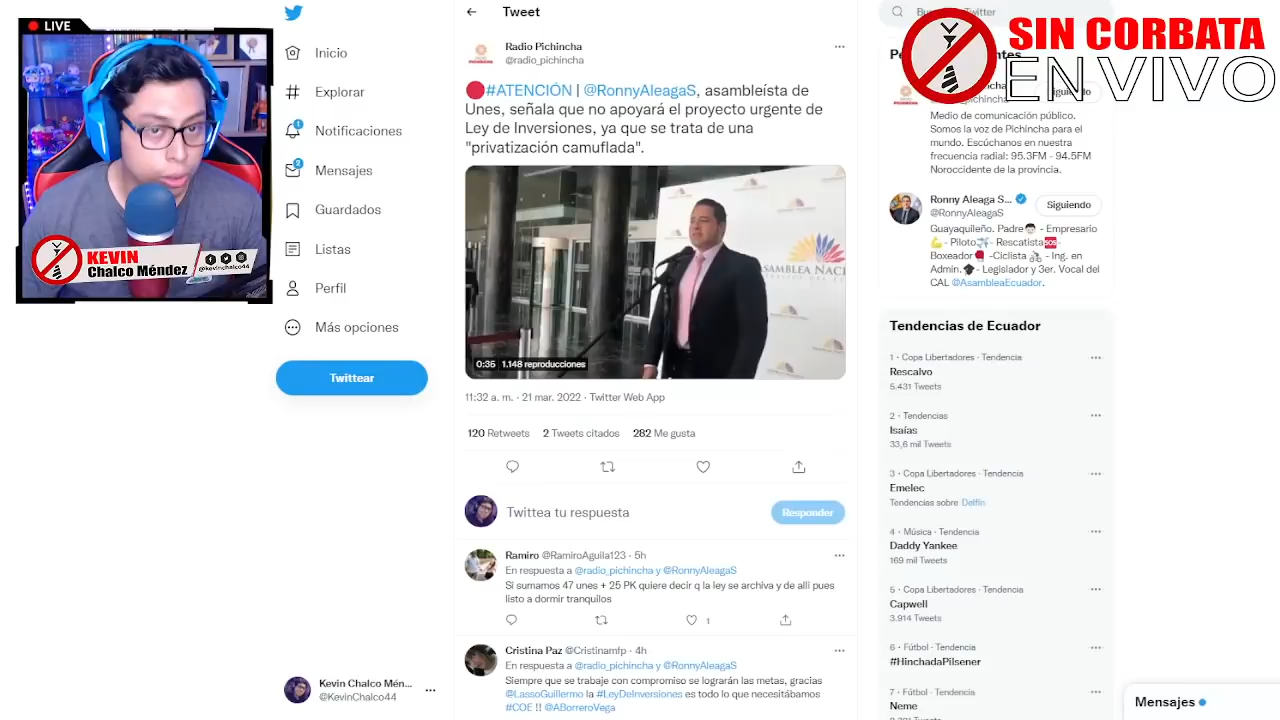 LIVE
KEVIN
Chalco Méndez
@kevinchalco44
Inicio
Explorar
1
Notificaciones
2
Mensajes
Guardados
Listas
Perfil
Más opciones
Twittear
Kevin Chalco Mén...
@KevinChalco44
Tweet
Radio Pichincha
@radio_pichincha
#ATENCIÓN | @RonnyAleagaS, asambleísta de
Unes, señala que no apoyará el proyecto urgente de
Ley de Inversiones, ya que se trata de una
"privatización camuflada".
ASAMBLEA NACI
0:35 1.148 reproducciones
11:32 a. m. · 21 mar. 2022 · Twitter Web App
120 Retweets 2 Tweets citados 282 Me gusta
Twittea tu respuesta
Responder
Ramiro @RamiroAguila123 · 5h
En respuesta a @radio_pichincha y @RonnyAleagaS
Si sumamos 47 unes + 25 PK quiere decir q la ley se archiva y de alli pues
listo a dormir tranquilos
1
Cristina Paz @Cristinamfp · 4h
En respuesta a @radio_pichincha y @RonnyAleagaS
Siempre que se trabaje con compromiso se lograrán las metas, gracias
@LassoGuillermo la #LeyDeInversiones es todo lo que necesitábamos
#COE !! @ABorreroVega
SIN CORBATA
EN VIVO
Medio de comunicación público.
Somos la voz de Pichincha para el
mundo. Escúchanos en nuestra
frecuencia radial: 95.3FM - 94.5FM
Noroccidente de la provincia.
Ronny Aleaga S...
Siguiendo
@RonnyAleagaS
Guayaquileño. Padre - Empresario
- Piloto - Rescatista SOS -
Boxeador -Ciclista - Ing. en
Admin. - Legislador y 3er. Vocal del
CAL @AsambleaEcuador.
Tendencias de Ecuador
1 · Copa Libertadores · Tendencia
Rescalvo
5.431 Tweets
2 · Tendencias
Isaías
33,6 mil Tweets
3 · Copa Libertadores · Tendencia
Emelec
Tendencias sobre Delfín
4 · Música · Tendencia
Daddy Yankee
169 mil Tweets
5 · Copa Libertadores · Tendencia
Capwell
3.914 Tweets
6 · Fútbol · Tendencia
#HinchadaPilsener
7 · Fútbol · Tendencia
Neme
Mensajes